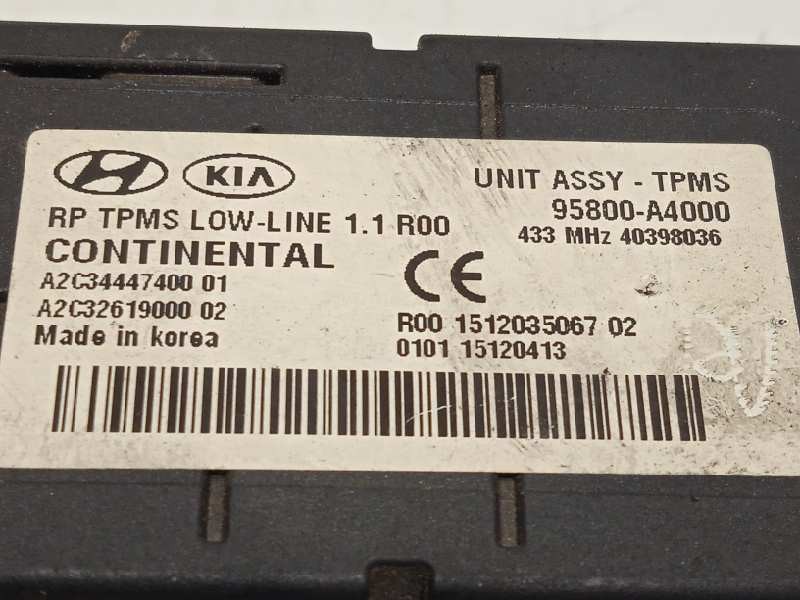 KIA
UNIT ASSY - TPMS
RP TPMS LOW-LINE 1.1 R00
95800-A4000
CONTINENTAL
433 MHz 40398036
A2C34447400 01
CE
A2C32619000 02
R00 1512035067 02
Made in korea
0101 15120413